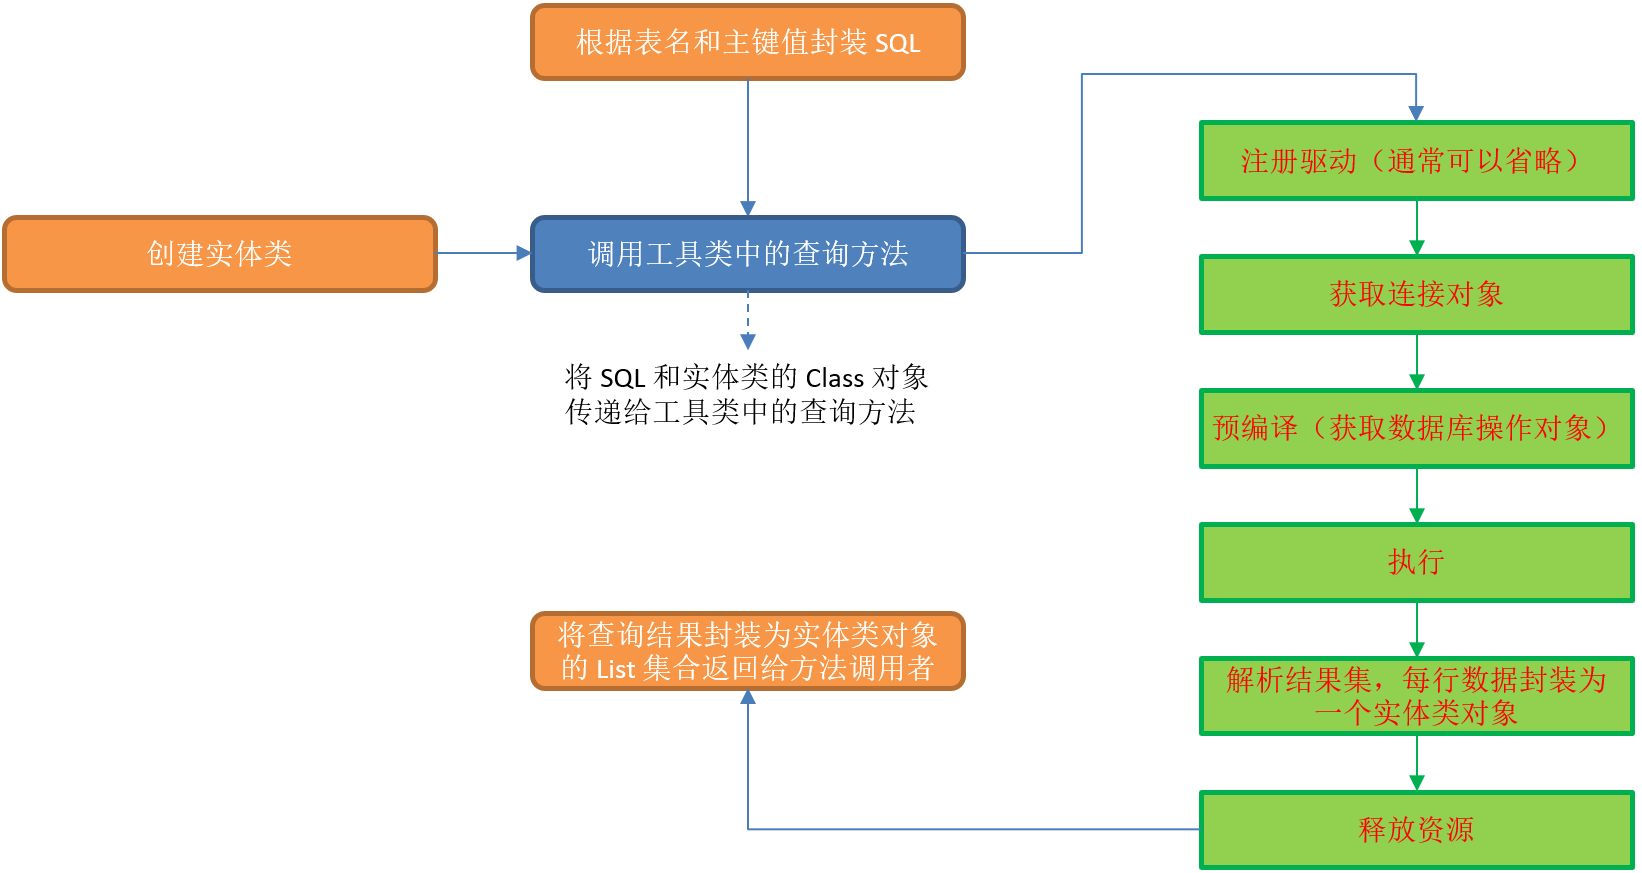 根据表名和主键值封装 SQL
注册驱动（通常可以省略）
创建实体类
调用工具类中的查询方法
获取连接对象
将 SQL 和实体类的 Class 对象
传递给工具类中的查询方法
预编译（获取数据库操作对象）
执行
将查询结果封装为实体类对象
的 List 集合返回给方法调用者
解析结果集，每行数据封装为
一个实体类对象
释放资源